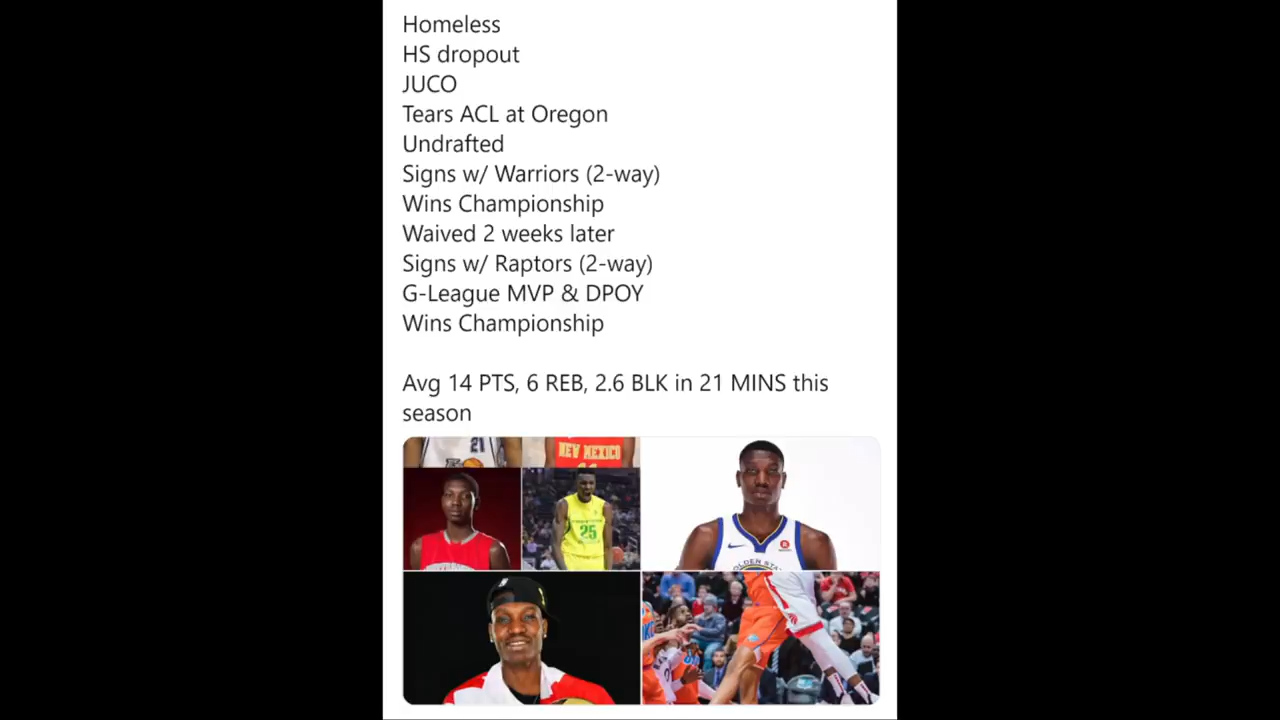 Homeless
HS dropout
JUCO
Tears ACL at Oregon
Undrafted
Signs w/ Warriors (2-way)
Wins Championship
Waived 2 weeks later
Signs w/ Raptors (2-way)
G-League MVP & DPOY
Wins Championship
Avg 14 PTS, 6 REB, 2.6 BLK in 21 MINS this
season
21
NEW MEXICO
25